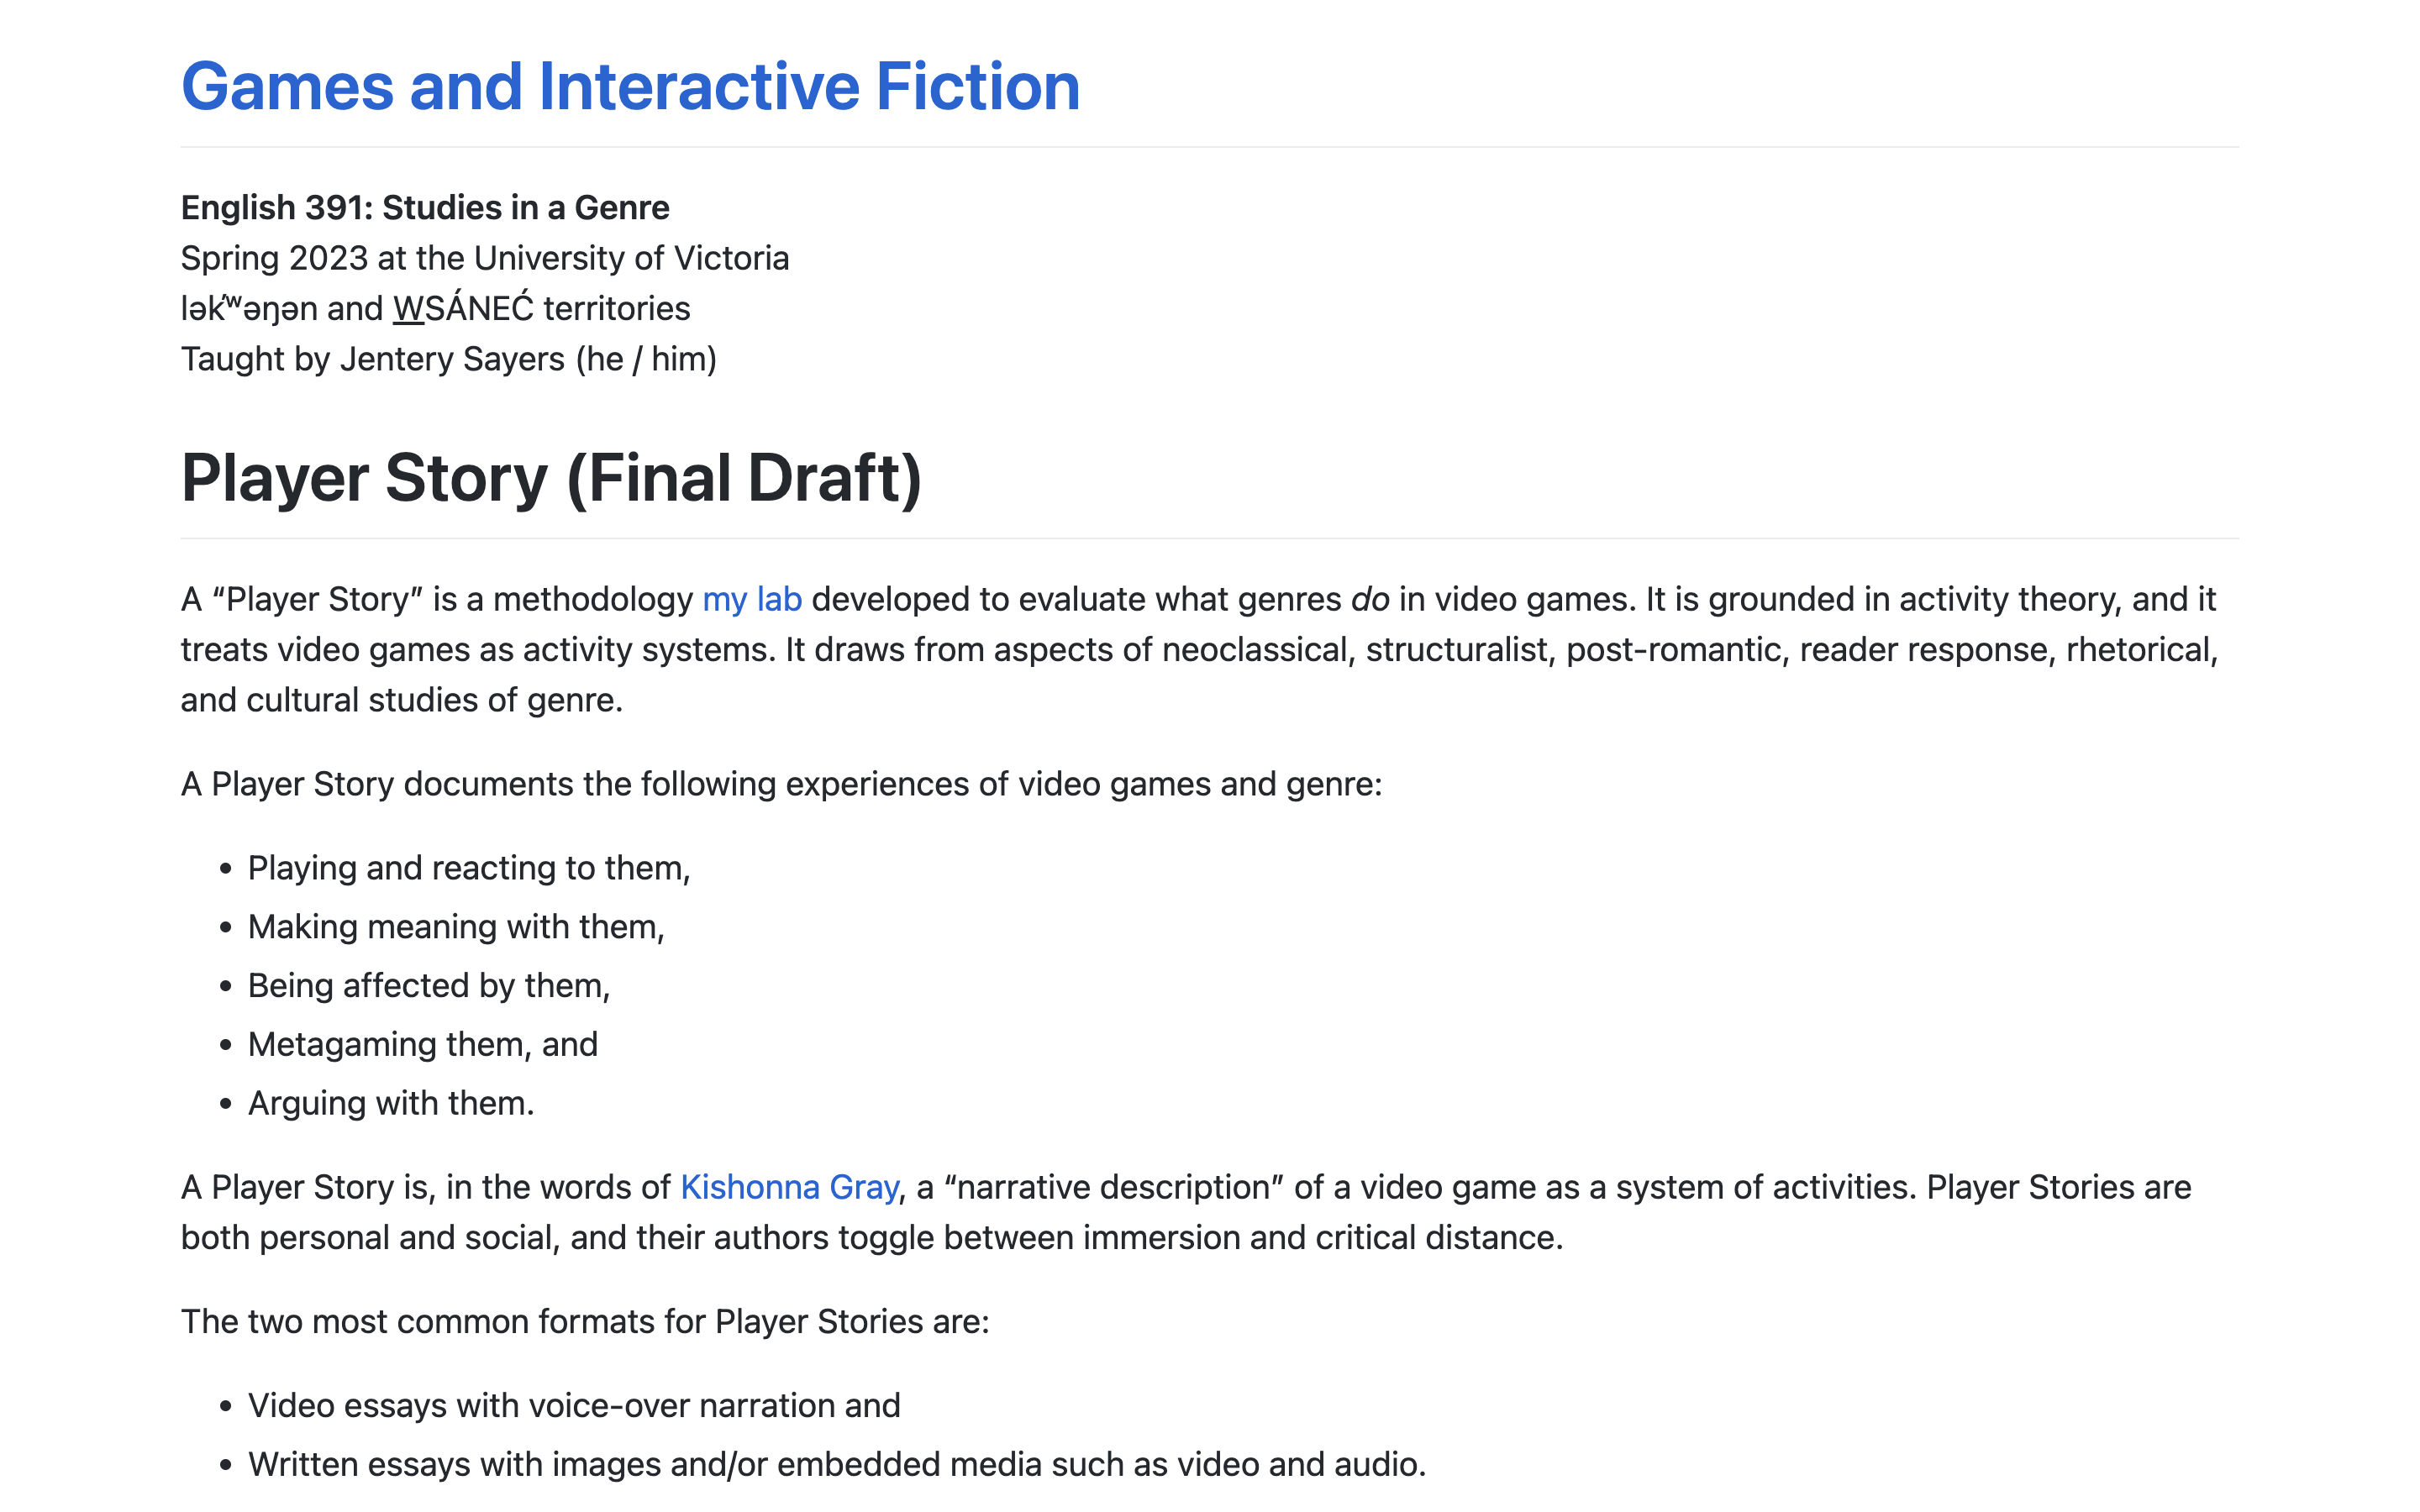 Games and Interactive Fiction
English 391: Studies in a Genre
Spring 2023 at the University of Victoria
lək̓ʷəŋən and W̲SÁNEĆ territories
Taught by Jentery Sayers (he / him)
Player Story (Final Draft)
A “Player Story” is a methodology my lab developed to evaluate what genres do in video games. It is grounded in activity theory, and it
treats video games as activity systems. It draws from aspects of neoclassical, structuralist, post-romantic, reader response, rhetorical,
and cultural studies of genre.
A Player Story documents the following experiences of video games and genre:
• Playing and reacting to them,
• Making meaning with them,
• Being affected by them,
• Metagaming them, and
• Arguing with them.
A Player Story is, in the words of Kishonna Gray, a “narrative description” of a video game as a system of activities. Player Stories are
both personal and social, and their authors toggle between immersion and critical distance.
The two most common formats for Player Stories are:
• Video essays with voice-over narration and
• Written essays with images and/or embedded media such as video and audio.